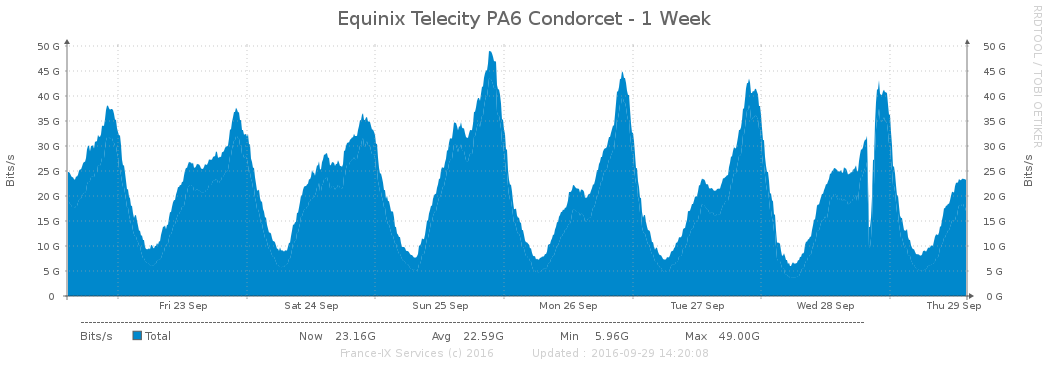 Equinix Telecity PA6 Condorcet - 1 Week
RRDTOOL / TOBI OETIKER
50 G 50 G
45 G 45 G
40 G 40 G
35 G 35 G
30 G 30 G
25 G 25 G
20 G 20 G
15 G 15 G
10 G 10 G
5 G 5 G
0 0 G
Bits/s
Bits/s
Fri 23 Sep Sat 24 Sep Sun 25 Sep Mon 26 Sep Tue 27 Sep Wed 28 Sep Thu 29 Sep
Bits/s Total Now 23.16G Avg 22.59G Min 5.96G Max 49.00G
France-IX Services (c) 2016 Updated : 2016-09-29 14:20:08